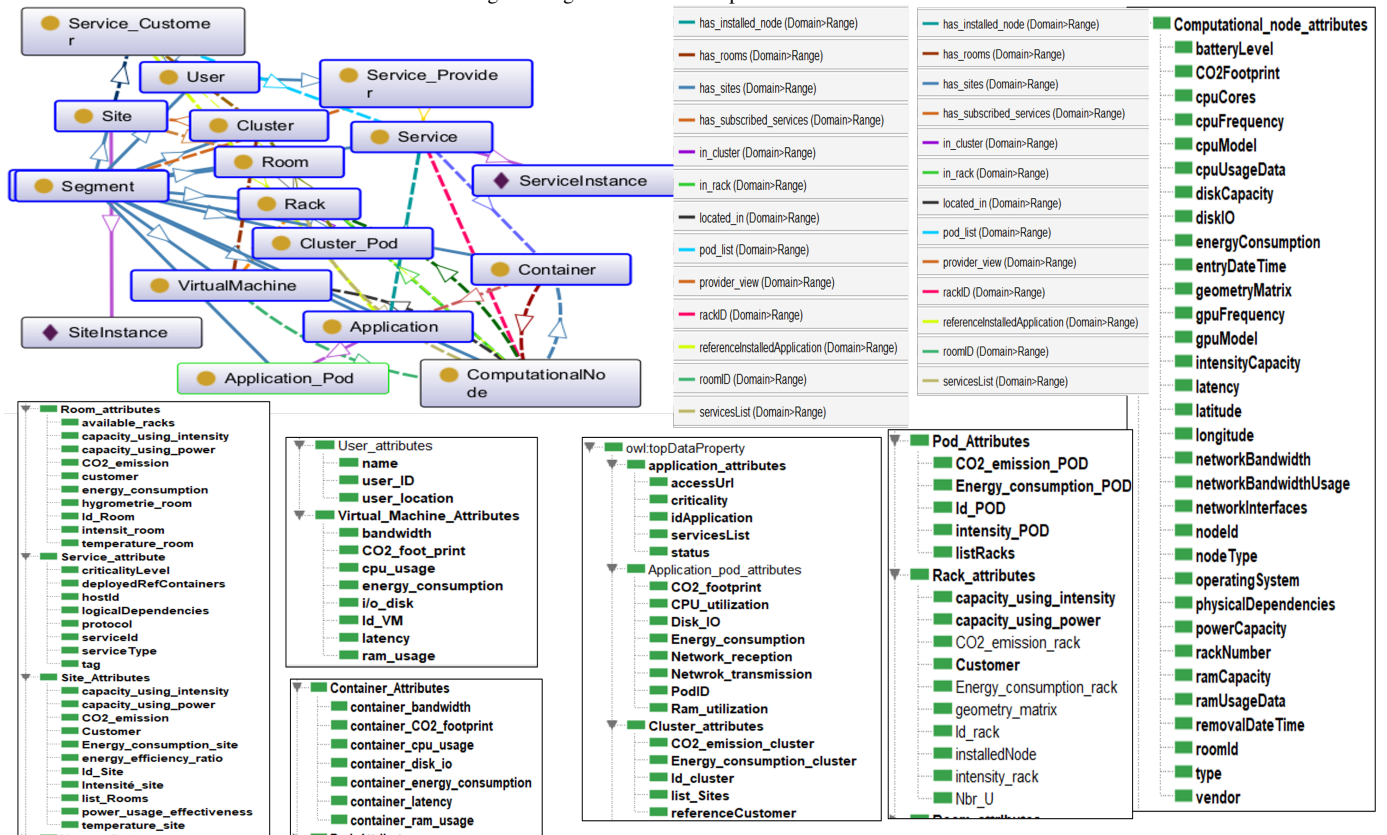 Service_Custome
r
User
Service_Provide
r
Site
Cluster
Service
Room
Segment
ServiceInstance
Rack
Cluster_Pod
Container
VirtualMachine
SiteInstance
Application
Application_Pod
ComputationalNo
de
has_installed_node (Domain>Range)
has_rooms (Domain>Range)
has_sites (Domain>Range)
has_subscribed_services (Domain>Range)
in_cluster (Domain>Range)
in_rack (Domain>Range)
located_in (Domain>Range)
pod_list (Domain>Range)
provider_view (Domain>Range)
rackID (Domain>Range)
referenceInstalledApplication (Domain>Range)
roomID (Domain>Range)
servicesList (Domain>Range)
has_installed_node (Domain>Range)
has_rooms (Domain>Range)
has_sites (Domain>Range)
has_subscribed_services (Domain>Range)
in_cluster (Domain>Range)
in_rack (Domain>Range)
located_in (Domain>Range)
pod_list (Domain>Range)
provider_view (Domain>Range)
rackID (Domain>Range)
referenceInstalledApplication (Domain>Range)
roomID (Domain>Range)
servicesList (Domain>Range)
Computational_node_attributes
batteryLevel
CO2Footprint
cpuCores
cpuFrequency
cpuModel
cpuUsageData
diskCapacity
diskIO
energyConsumption
entryDateTime
geometryMatrix
gpuFrequency
gpuModel
intensityCapacity
latency
latitude
longitude
networkBandwidth
networkBandwidthUsage
networkInterfaces
nodeId
nodeType
operatingSystem
physicalDependencies
powerCapacity
rackNumber
ramCapacity
ramUsageData
removalDateTime
roomId
type
vendor
Room_attributes
available_racks
capacity_using_intensity
capacity_using_power
CO2_emission
customer
energy_consumption
hygrometrie_room
Id_Room
intensit_room
temperature_room
Service_attribute
criticalityLevel
deployedRefContainers
hostId
logicalDependencies
protocol
serviceId
serviceType
tag
Site_Attributes
capacity_using_intensity
capacity_using_power
CO2_emission
Customer
Energy_consumption_site
energy_efficiency_ratio
Id_Site
Intensité_site
list_Rooms
power_usage_effectiveness
temperature_site
User_attributes
name
user_ID
user_location
Virtual_Machine_Attributes
bandwidth
CO2_foot_print
cpu_usage
energy_consumption
i/o_disk
Id_VM
latency
ram_usage
Container_Attributes
container_bandwidth
container_CO2_footprint
container_cpu_usage
container_disk_io
container_energy_consumption
container_latency
container_ram_usage
owl:topDataProperty
application_attributes
accessUrl
criticality
idApplication
servicesList
status
Application_pod_attributes
CO2_footprint
CPU_utilization
Disk_IO
Energy_consumption
Network_reception
Netwrok_transmission
PodID
Ram_utilization
Cluster_attributes
CO2_emission_cluster
Energy_consumption_cluster
Id_cluster
list_Sites
referenceCustomer
Pod_Attributes
CO2_emission_POD
Energy_consumption_POD
Id_POD
intensity_POD
listRacks
Rack_attributes
capacity_using_intensity
capacity_using_power
CO2_emission_rack
Customer
Energy_consumption_rack
geometry_matrix
Id_rack
installedNode
intensity_rack
Nbr_U